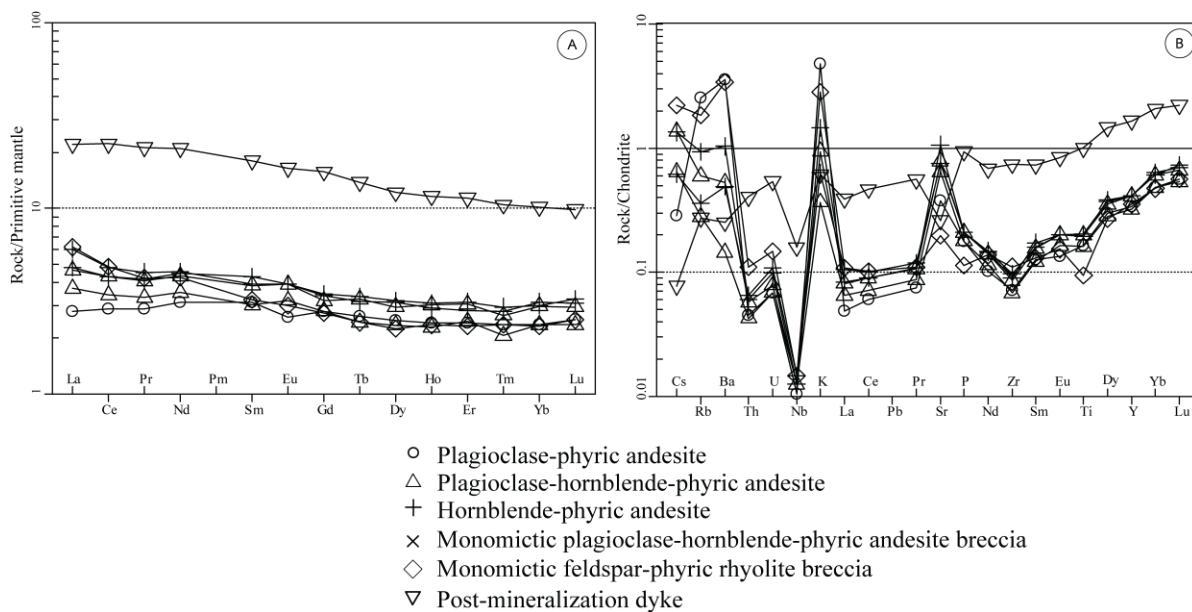 A
Rock/Primitive mantle
100
10
1
La Pr Pm Eu Tb Ho Tm Lu
Ce Nd Sm Gd Dy Er Yb
B
Rock/Chondrite
10
1
0.1
0.01
Cs Ba U K Ce Pr P Zr Eu Dy Yb
Rb Th Nb La Pb Sr Nd Sm Ti Y Lu
Plagioclase-phyric andesite
Plagioclase-hornblende-phyric andesite
Hornblende-phyric andesite
Monomictic plagioclase-hornblende-phyric andesite breccia
Monomictic feldspar-phyric rhyolite breccia
Post-mineralization dyke